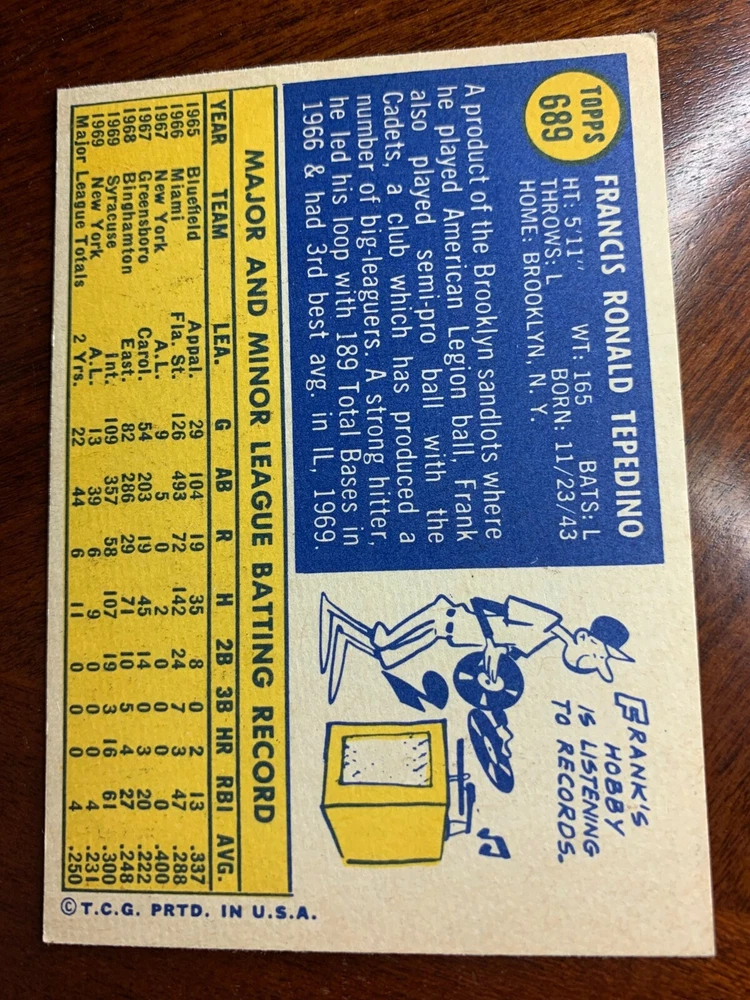 TOPPS
689
FRANCIS RONALD TEPEDINO
HT: 5'11" WT: 165 BATS: L
THROWS: L BORN: 11/23/43
HOME: BROOKLYN, N. Y.
A product of the Brooklyn sandlots where
he played American Legion ball, Frank
also played semi-pro ball with the
Cadets, a club which has produced a
number of big-leaguers. A strong hitter,
he led his loop with 189 Total Bases in
1966 & had 3rd best avg. in IL, 1969.
FRANK'S
HOBBY
IS LISTENING
TO RECORDS.
MAJOR AND MINOR LEAGUE BATTING RECORD
YEAR TEAM LEA. G AB R H 2B 3B HR RBI AVG.
1965 Bluefield Appal. 29 104 19 35 8 0 2 13 .337
1966 Miami Fla. St. 126 493 72 142 24 7 3 47 .288
1967 New York A.L. 9 5 0 2 0 0 0 0 .400
1967 Greensboro Carol. 54 203 19 45 14 0 3 20 .222
1968 Binghamton East. 82 286 29 71 10 5 4 27 .248
1969 Syracuse Int. 109 357 58 107 19 3 16 61 .300
1969 New York A.L. 13 39 6 9 0 0 0 4 .231
Major League Totals 2 Yrs. 22 44 6 11 0 0 0 4 .250
© T.C.G. PRTD. IN U.S.A.